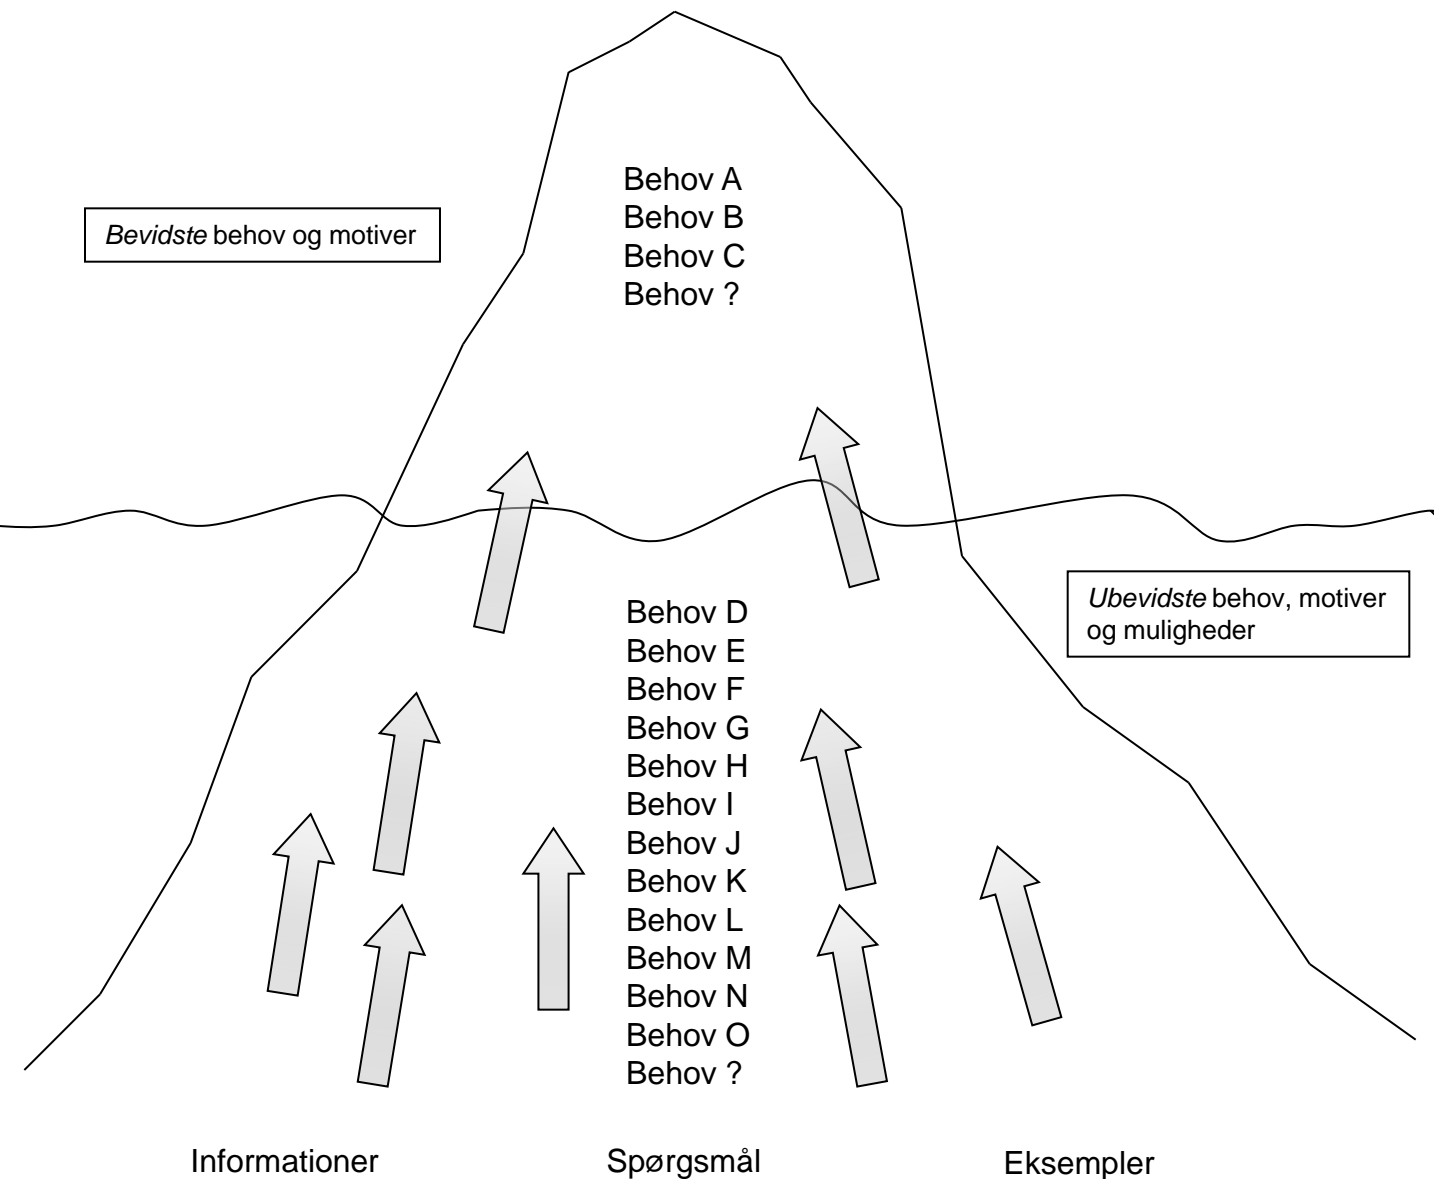 Behov A
Behov B
Behov C
Behov ?
Bevidste behov og motiver
Ubevidste behov, motiver
og muligheder
Behov D
Behov E
Behov F
Behov G
Behov H
Behov I
Behov J
Behov K
Behov L
Behov M
Behov N
Behov O
Behov ?
Informationer
Spørgsmål
Eksempler